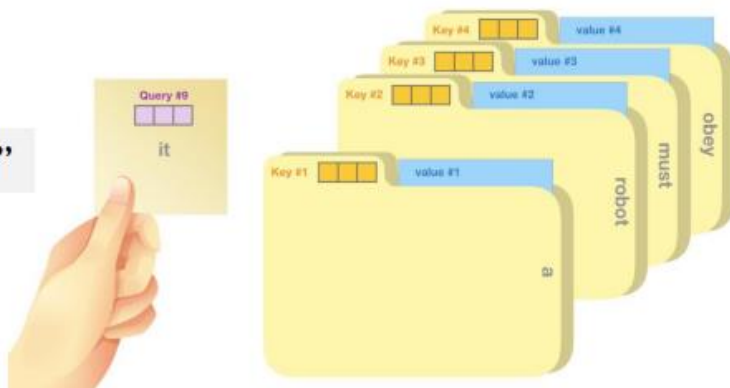 ”
Query #9
it
Key #4
value #4
Key #3
value #3
Key #2
value #2
Key #1
value #1
obey
must
robot
a